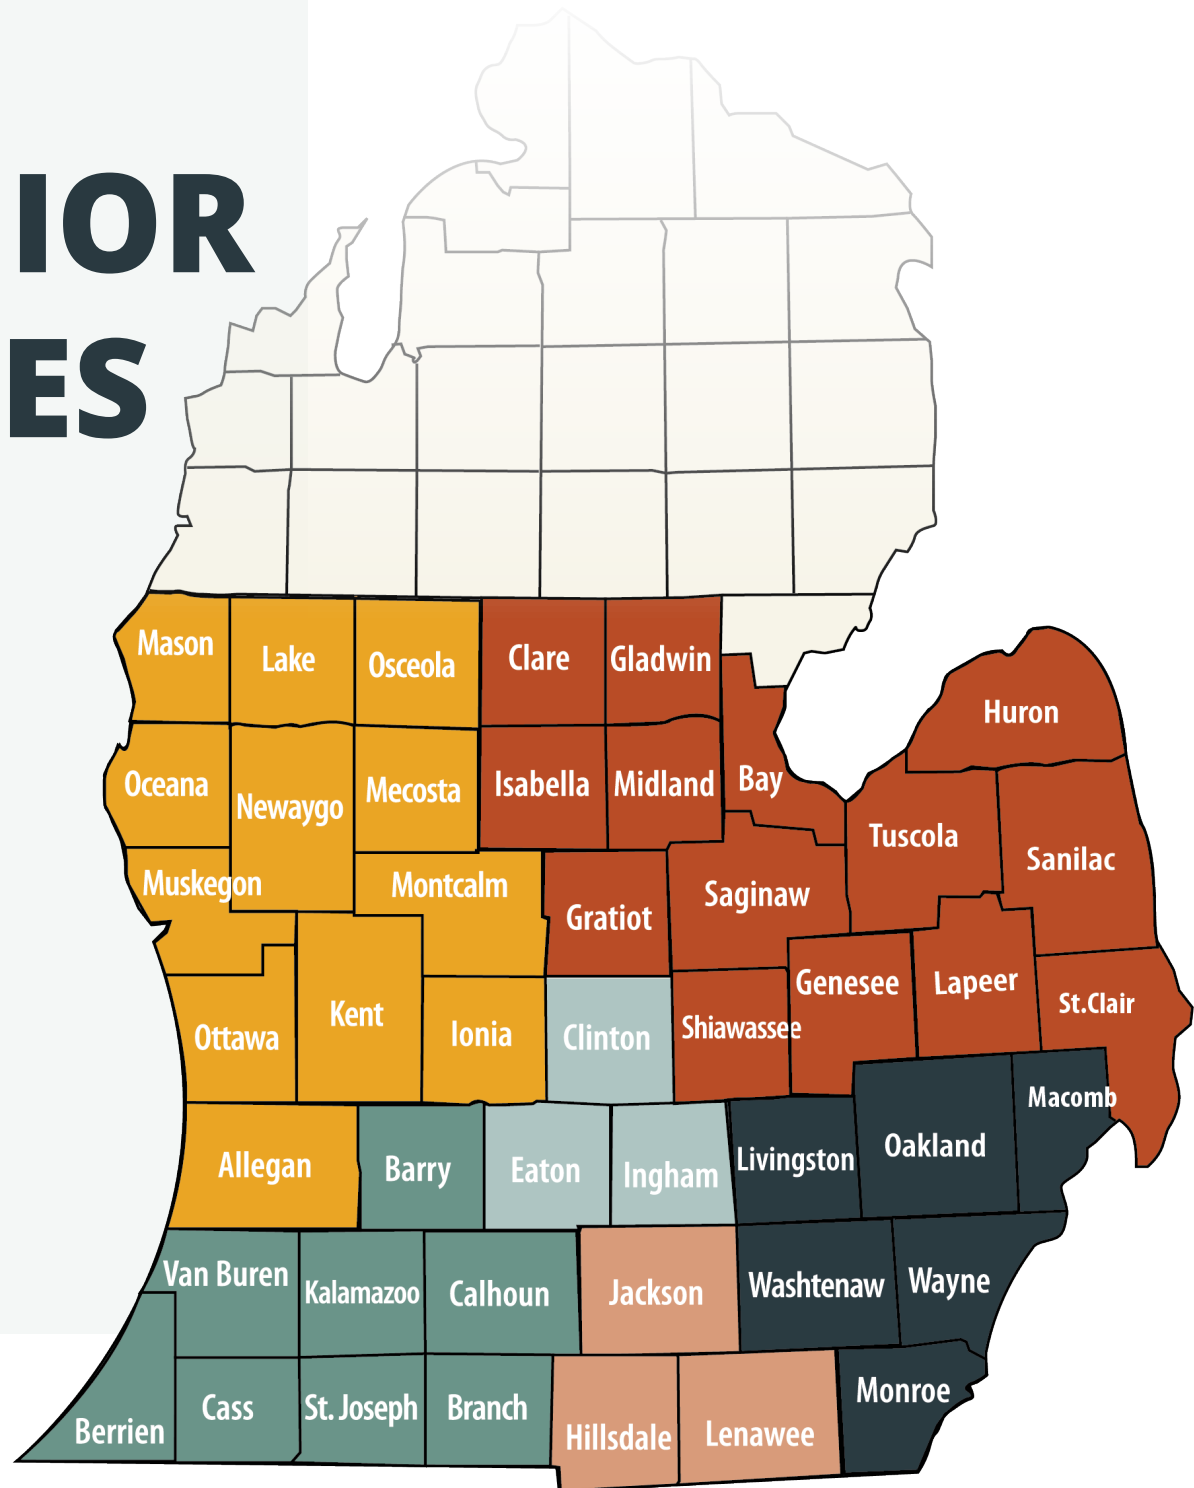 IOR
ES
Mason
Lake
Osceola
Clare
Gladwin
Huron
Oceana
Newaygo
Mecosta
Isabella
Midland
Bay
Tuscola
Sanilac
Muskegon
Montcalm
Gratiot
Saginaw
Genesee
Lapeer
St.Clair
Ottawa
Kent
Ionia
Clinton
Shiawassee
Macomb
Allegan
Barry
Eaton
Ingham
Livingston
Oakland
Van Buren
Kalamazoo
Calhoun
Jackson
Washtenaw
Wayne
Berrien
Cass
St. Joseph
Branch
Hillsdale
Lenawee
Monroe